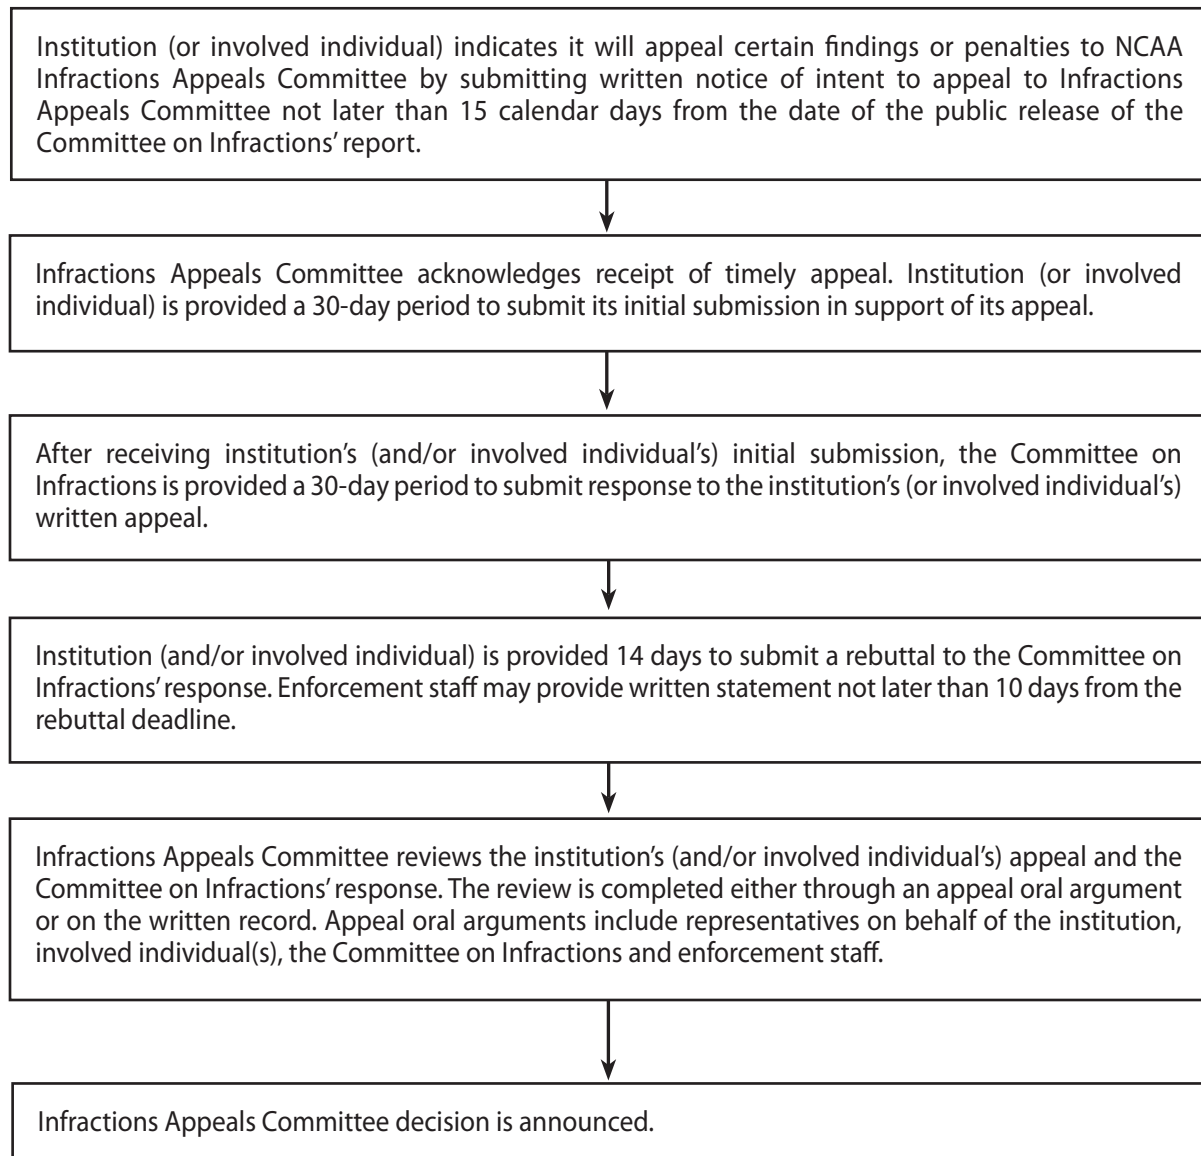 Institution (or involved individual) indicates it will appeal certain findings or penalties to NCAA
Infractions Appeals Committee by submitting written notice of intent to appeal to Infractions
Appeals Committee not later than 15 calendar days from the date of the public release of the
Committee on Infractions’ report.
Infractions Appeals Committee acknowledges receipt of timely appeal. Institution (or involved
individual) is provided a 30-day period to submit its initial submission in support of its appeal.
After receiving institution’s (and/or involved individual’s) initial submission, the Committee on
Infractions is provided a 30-day period to submit response to the institution’s (or involved individual’s)
written appeal.
Institution (and/or involved individual) is provided 14 days to submit a rebuttal to the Committee on
Infractions’ response. Enforcement staff may provide written statement not later than 10 days from the
rebuttal deadline.
Infractions Appeals Committee reviews the institution’s (and/or involved individual’s) appeal and the
Committee on Infractions’ response. The review is completed either through an appeal oral argument
or on the written record. Appeal oral arguments include representatives on behalf of the institution,
involved individual(s), the Committee on Infractions and enforcement staff.
Infractions Appeals Committee decision is announced.